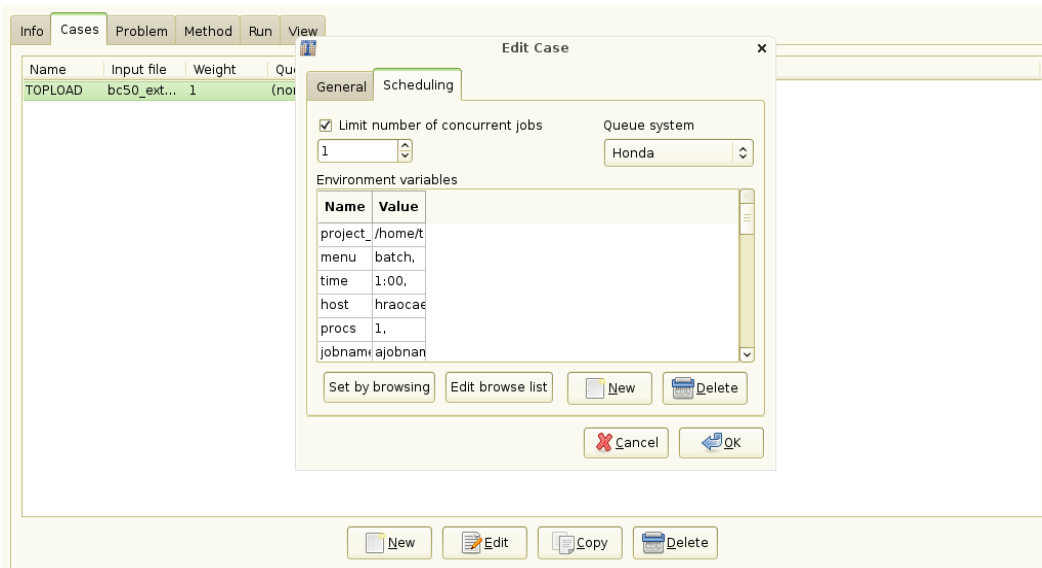 Info Cases Problem Method Run View
Edit Case
Name Input file Weight
TOPLOAD bc50_ext... 1
General Scheduling
Limit number of concurrent jobs Queue system
1 Honda
Environment variables
Name Value
project_ /home/t
menu batch,
time 1:00,
host hraocae
procs 1,
jobname ajobnam
Set by browsing Edit browse list New Delete
Cancel OK
New Edit Copy Delete